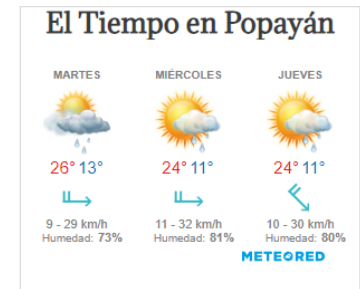 El Tiempo en Popayán
MARTES MIÉRCOLES JUEVES
26° 13° 24° 11° 24° 11°
9 - 29 km/h 11 - 32 km/h 10 - 30 km/h
Humedad: 73% Humedad: 81% Humedad: 80%
METEORED